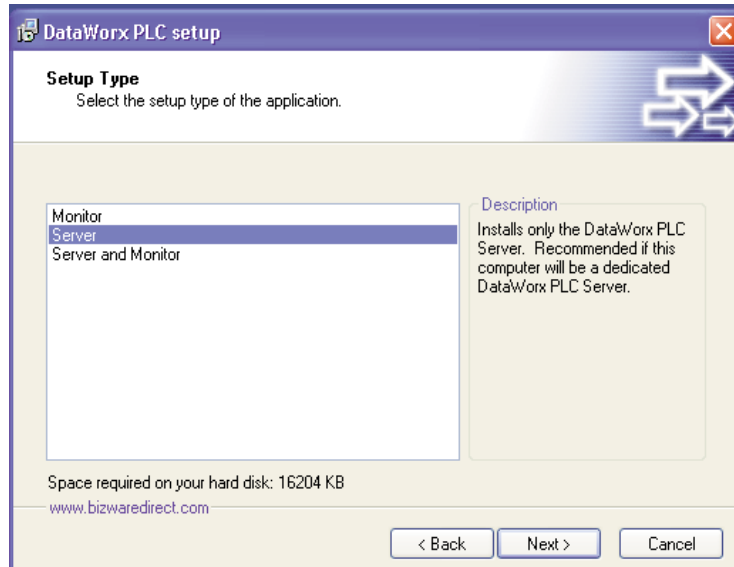 DataWorx PLC setup
Setup Type
Select the setup type of the application.
Monitor
Server
Server and Monitor
Description
Installs only the DataWorx PLC
Server. Recommended if this
computer will be a dedicated
DataWorx PLC Server.
Space required on your hard disk: 16204 KB
www.bizwaredirect.com
< Back
Next >
Cancel